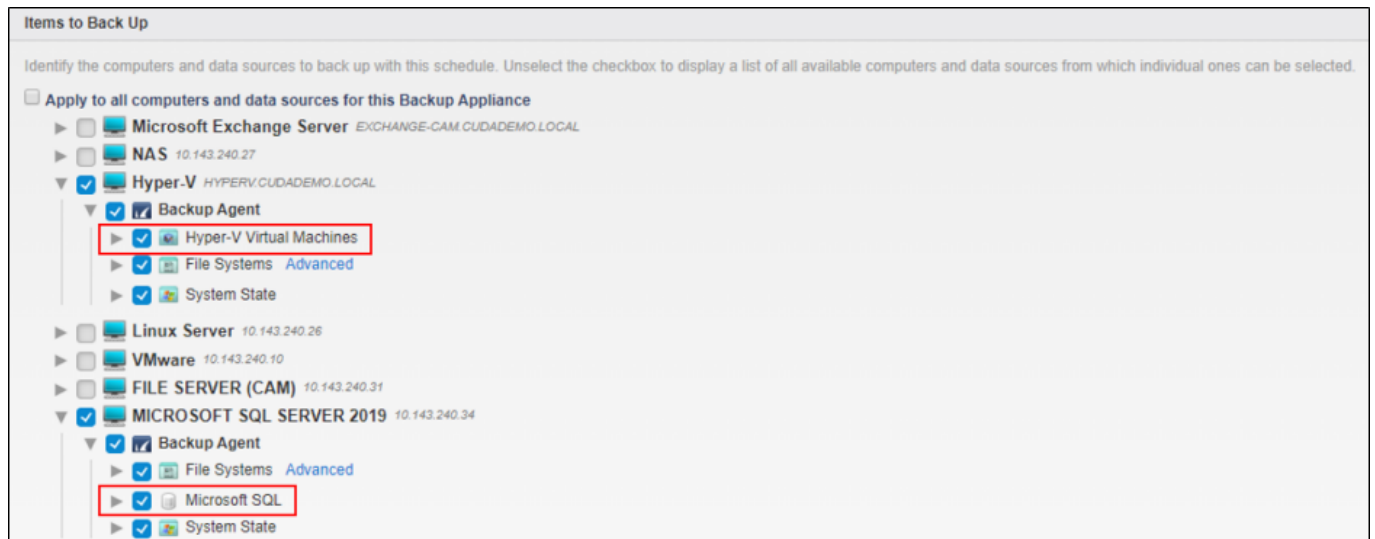 Items to Back Up
Identify the computers and data sources to back up with this schedule. Unselect the checkbox to display a list of all available computers and data sources from which individual ones can be selected.
Apply to all computers and data sources for this Backup Appliance
Microsoft Exchange Server EXCHANGE-CAM.CUDADEMO.LOCAL
NAS 10.143.240.27
Hyper-V HYPERV.CUDADEMO.LOCAL
Backup Agent
Hyper-V Virtual Machines
File Systems Advanced
System State
Linux Server 10.143.240.26
VMware 10.143.240.10
FILE SERVER (CAM) 10.143.240.31
MICROSOFT SQL SERVER 2019 10.143.240.34
Backup Agent
File Systems Advanced
Microsoft SQL
System State